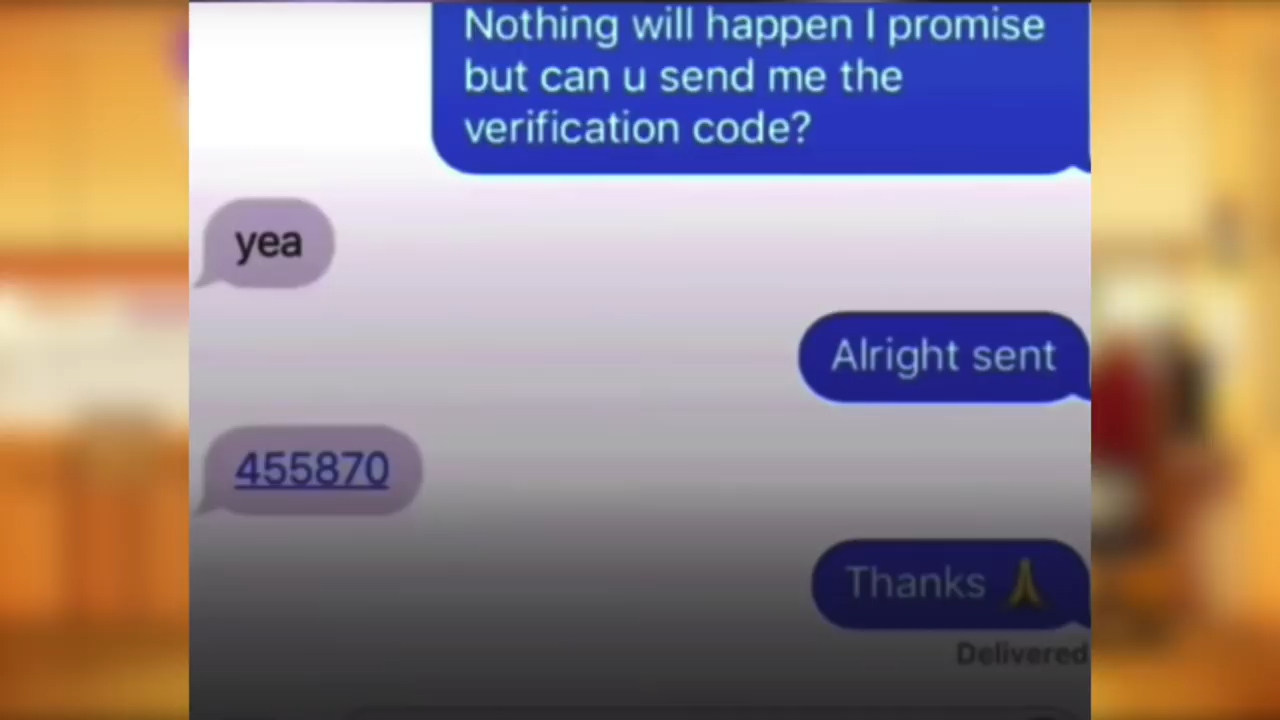 Nothing will happen I promise
but can u send me the
verification code?
yea
Alright sent
455870
Thanks 🙏
Delivered